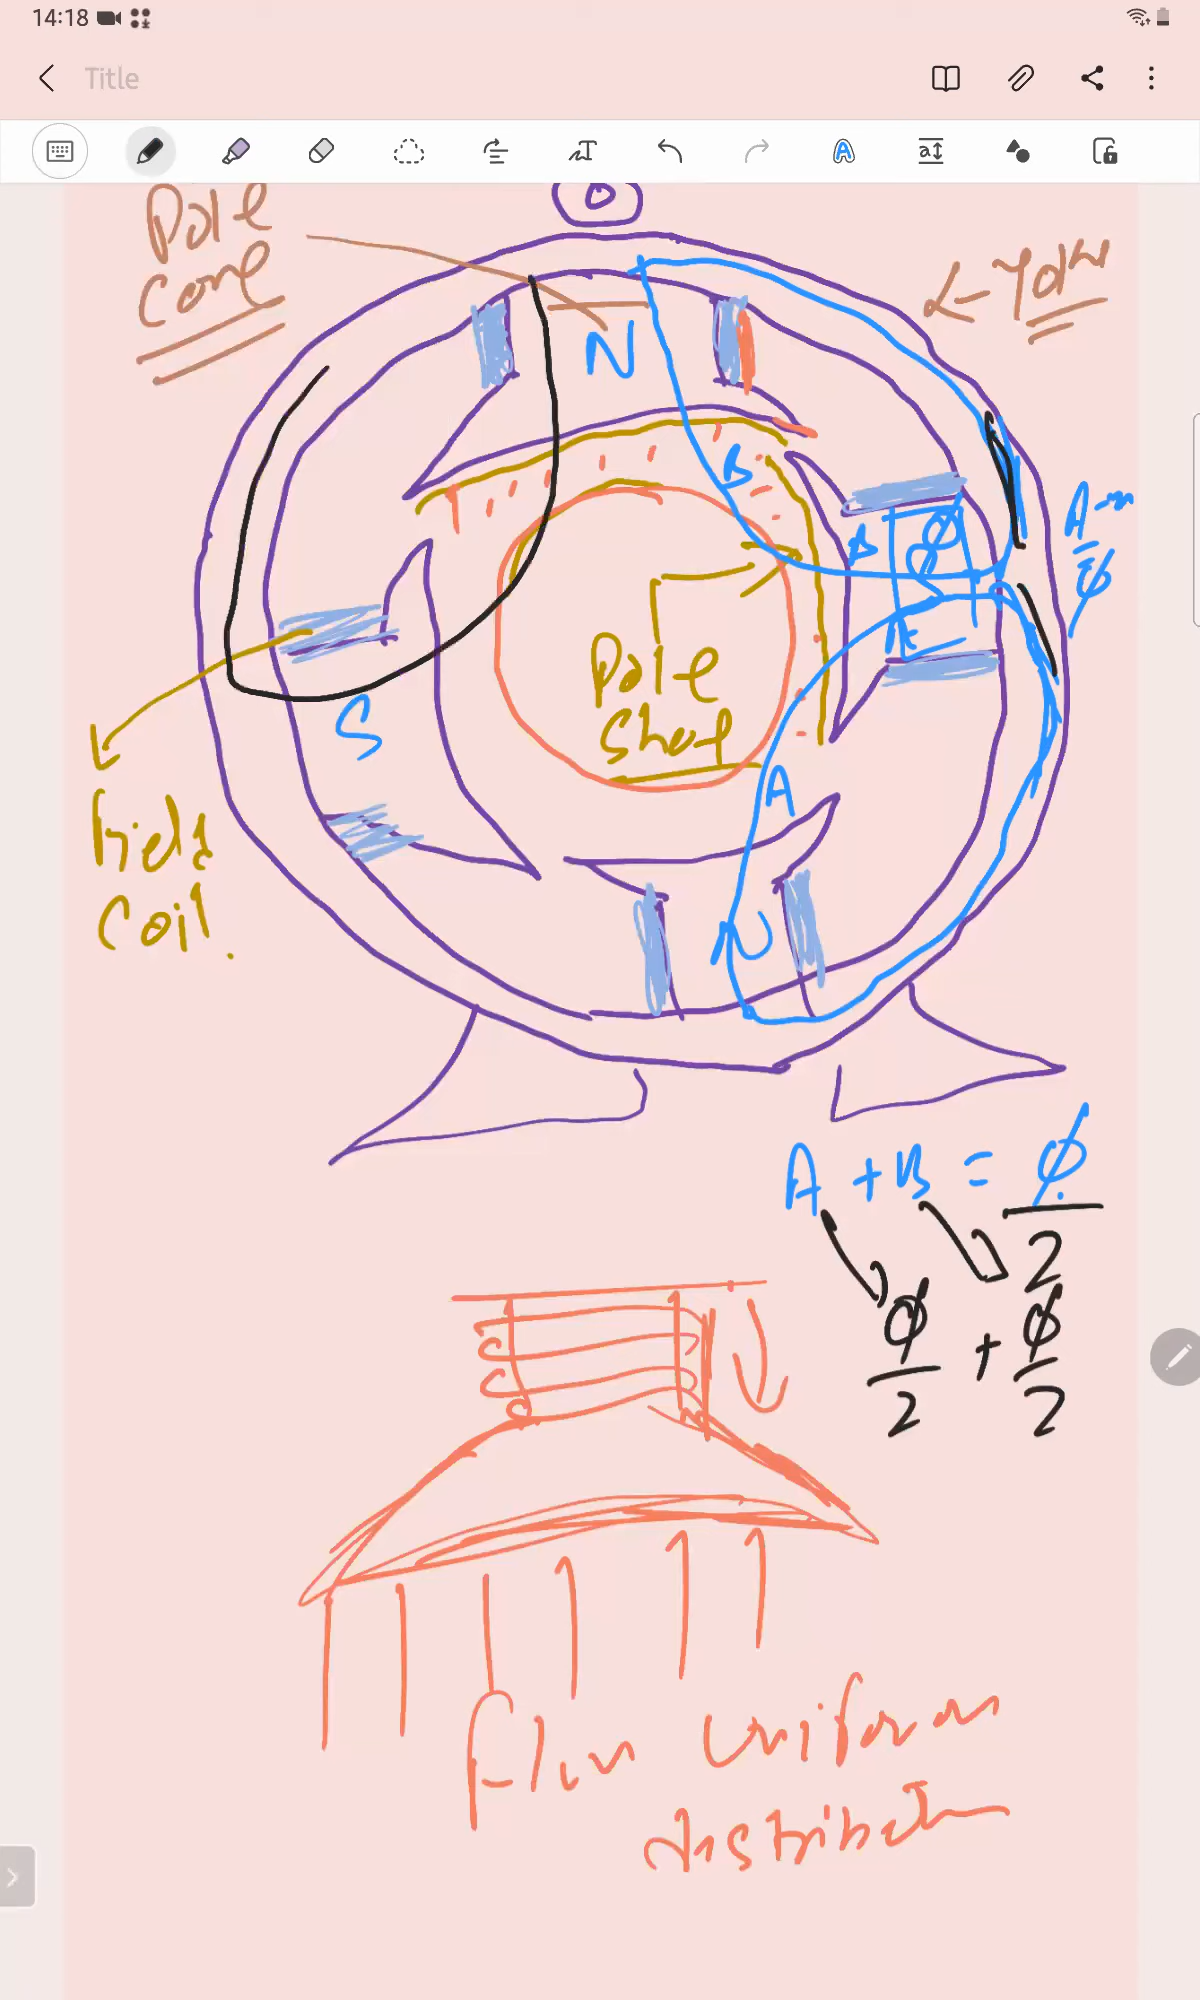 14:18
Title
Pole
Core
Yoke
N
B
B
A
φ
A
φ
Pole
Shoe
S
A
Field
Coil.
N
A + B = φ
2
φ + φ
2 2
Flux Uniform
distribution